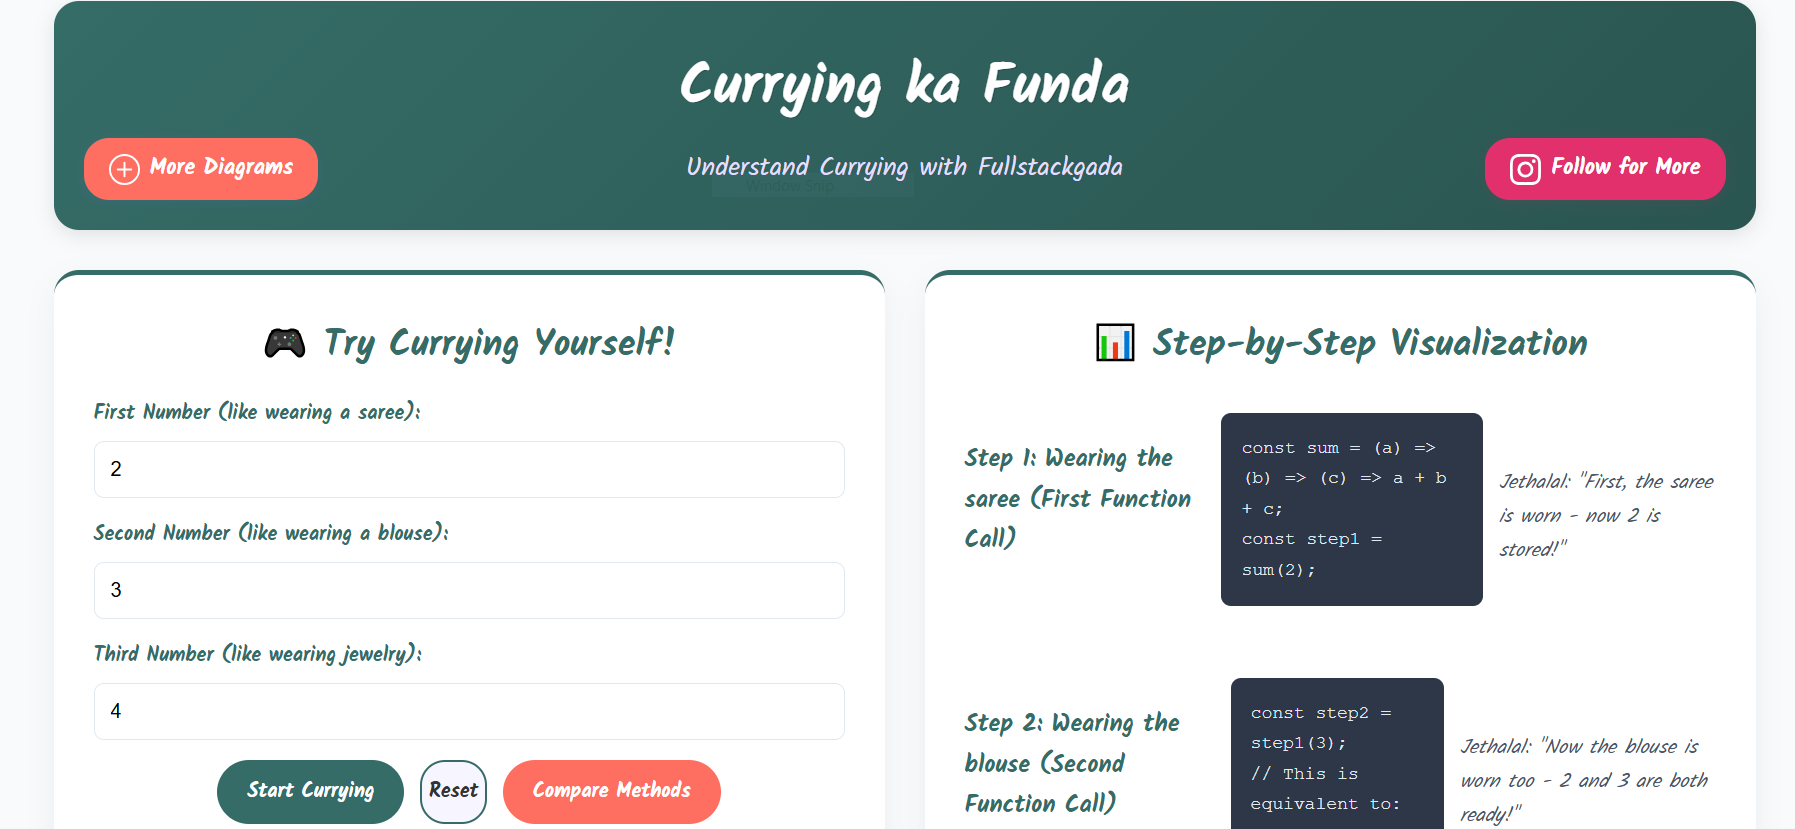 Currying ka Funda
More Diagrams
Understand Currying with Fullstackgada
Window Snip
Follow for More
Try Currying Yourself!
First Number (like wearing a saree):
2
Second Number (like wearing a blouse):
3
Third Number (like wearing jewelry):
4
Start Currying
Reset
Compare Methods
Step-by-Step Visualization
Step 1: Wearing the
saree (First Function
Call)
const sum = (a) =>
(b) => (c) => a + b
+ c;
const step1 =
sum(2);
Jethalal: "First, the saree
is worn - now 2 is
stored!"
Step 2: Wearing the
blouse (Second
Function Call)
const step2 =
step1(3);
// This is
equivalent to:
Jethalal: "Now the blouse is
worn too - 2 and 3 are both
ready!"